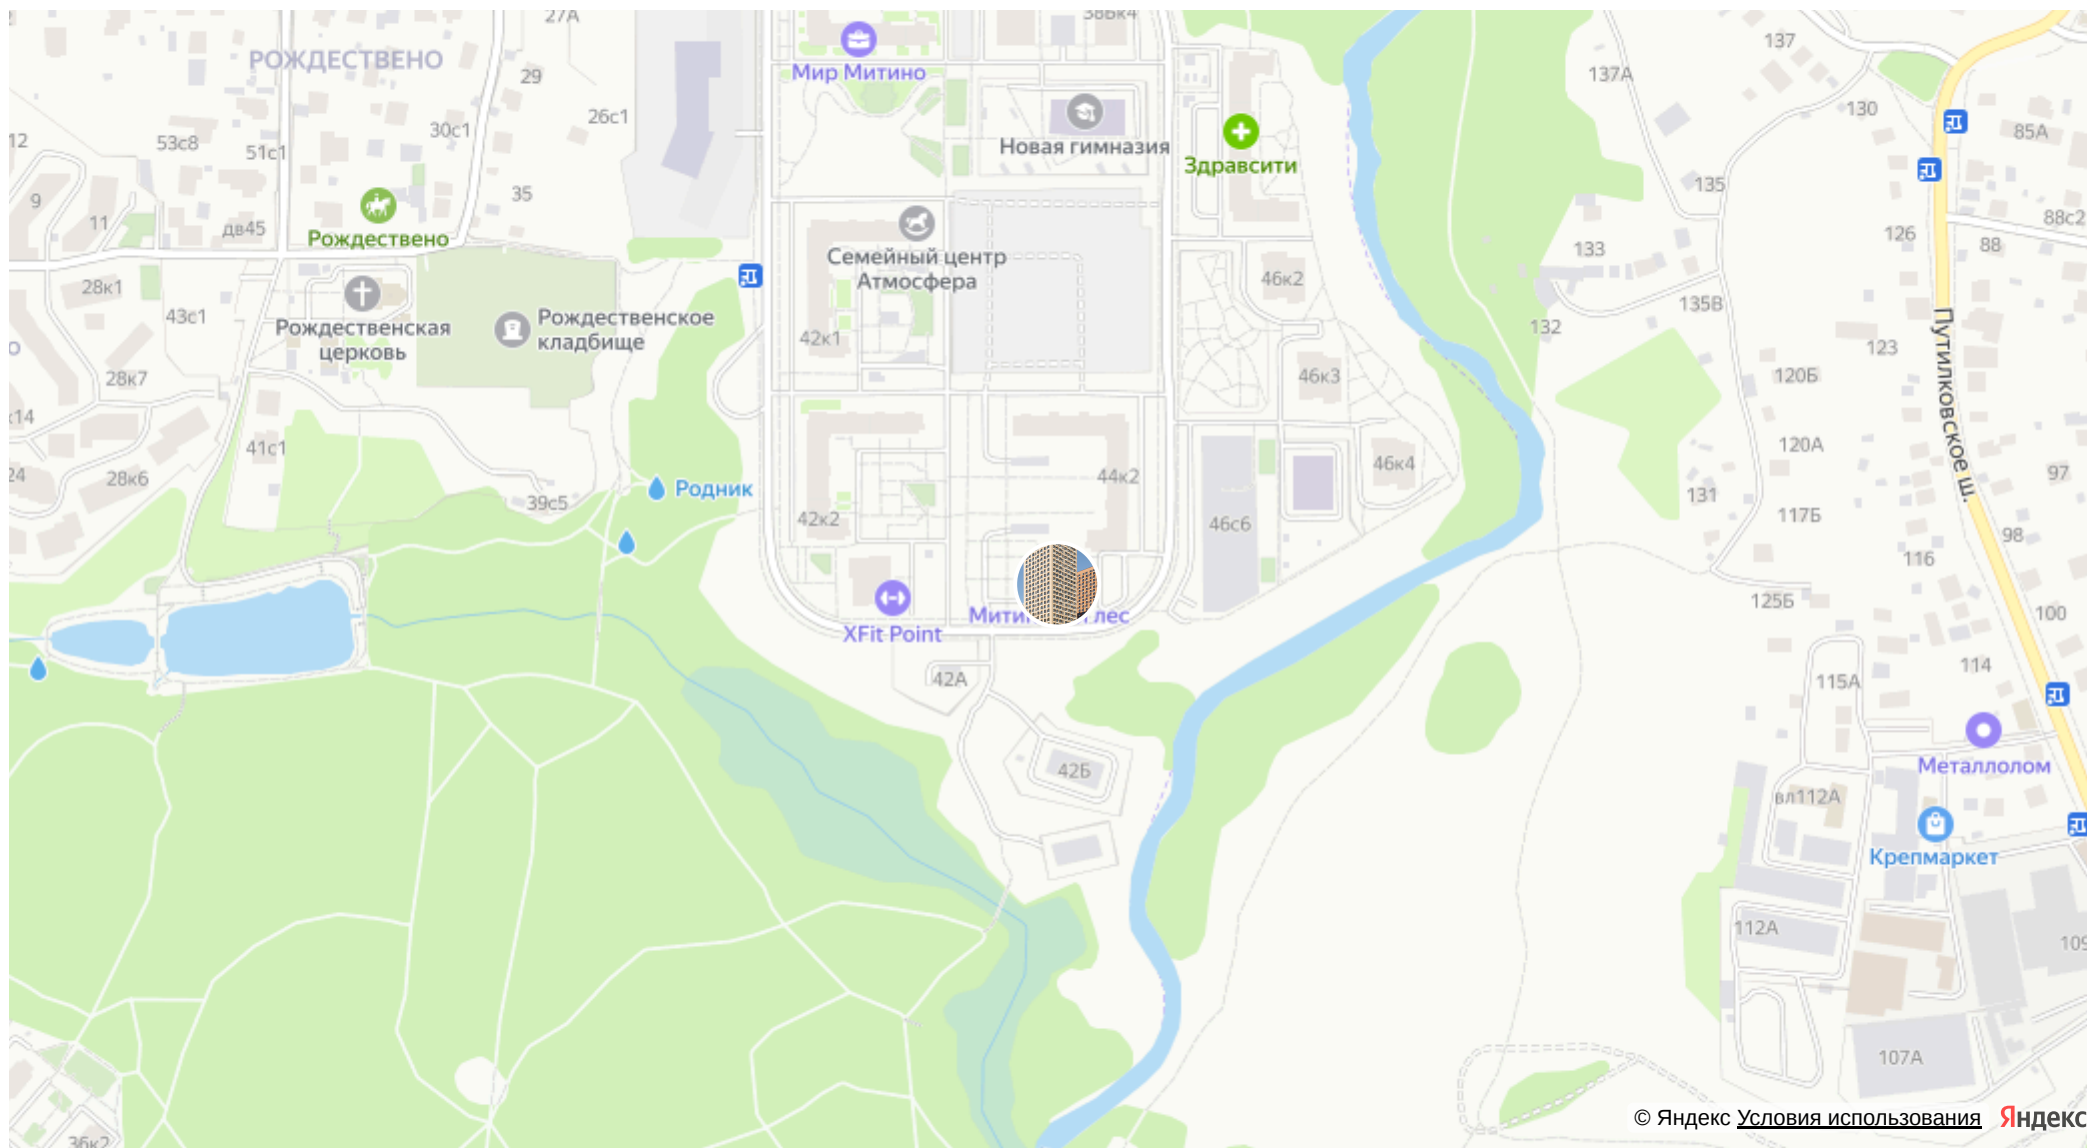 27А
38Бк4
137
РОЖДЕСТВЕНО
29
Мир Митино
137А
26с1
130
30с1
85А
12
53с8
51с1
Новая гимназия
Здравсити
35
135
9
11
дв45
88с2
Рождествено
126
88
133
Семейный центр
Атмосфера
46к2
28к1
135В
43с1
Рождественская
церковь
Рождественское
кладбище
132
42к1
123
Путилковское ш.
28к7
46к3
120Б
к14
41с1
120А
24
28к6
44к2
46к4
97
Родник
131
39с5
42к2
46с6
117Б
98
116
125Б
100
XFit Point
42А
114
115А
42Б
Металлолом
вл112А
Крепмаркет
112А
109
107А
36к2
© Яндекс Условия использования Яндекс